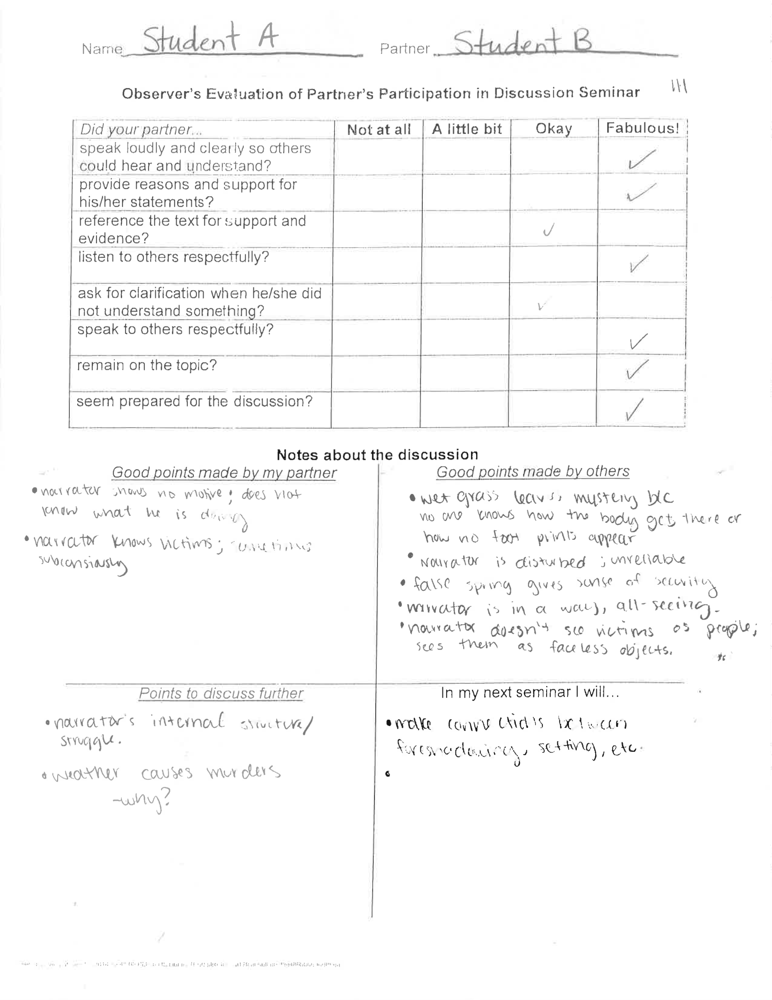 Name Student A Partner Student B
Observer's Evaluation of Partner's Participation in Discussion Seminar
Did your partner... Not at all A little bit Okay Fabulous!
speak loudly and clearly so others
could hear and understand? ✓
provide reasons and support for
his/her statements? ✓
reference the text for support and
evidence? ✓
listen to others respectfully? ✓
ask for clarification when he/she did
not understand something? ✓
speak to others respectfully? ✓
remain on the topic? ✓
seem prepared for the discussion? ✓
Notes about the discussion
Good points made by my partner
• narrator shows no motive; does not
know what he is doing
• narrator knows victims; sometimes
subconsiously
Good points made by others
• wet grass leaves, mystery b/c
no one knows how the body gets there or
how no foot prints appear
• Narrator is disturbed; unreliable
• false spring gives sense of security
• narrator is in a way, all-seeing.
• narrator doesn't see victims as people;
sees them as faceless objects.
Points to discuss further
• narrator's internal structure/
struggle.
• weather causes murders
-why?
In my next seminar I will...
• make connections between
foreshadowing, setting, etc.
•